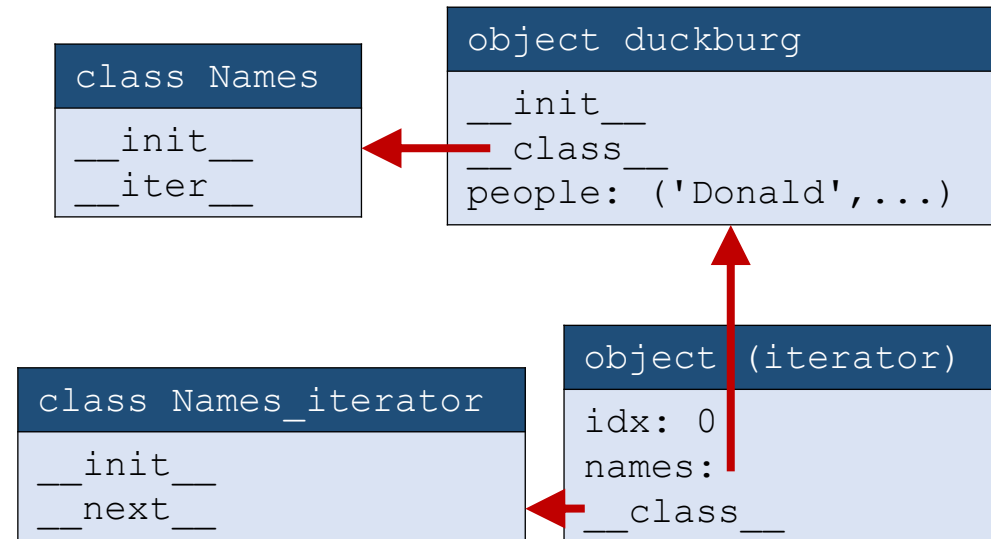 class Names
__init__
__iter__
object duckburg
__init__
__class__
people: ('Donald',...)
class Names_iterator
__init__
__next__
object (iterator)
idx: 0
names:
__class__